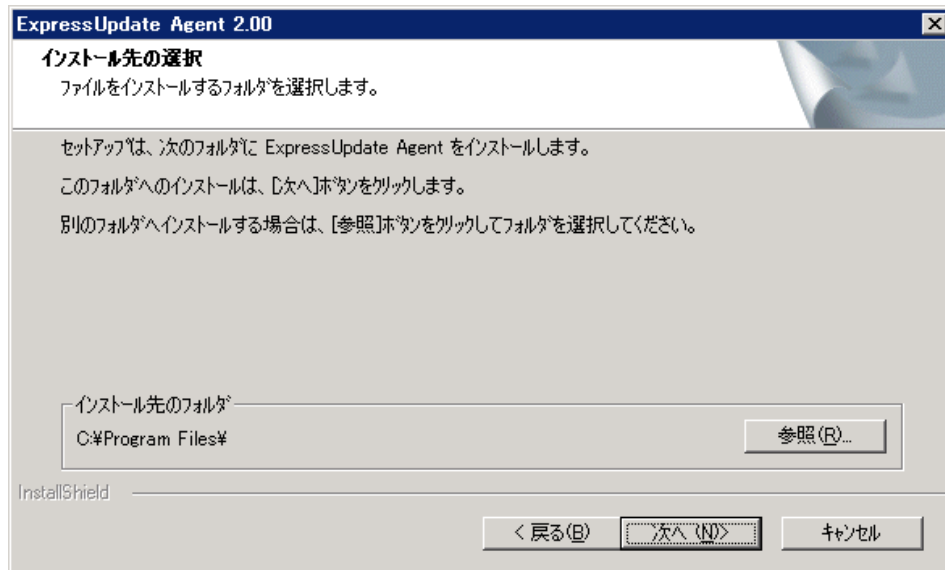 ExpressUpdate Agent 2.00
インストール先の選択
ファイルをインストールするフォルダを選択します。
セットアップは、次のフォルダに ExpressUpdate Agent をインストールします。
このフォルダへのインストールは、[次へ]ボタンをクリックします。
別のフォルダへインストールする場合は、[参照]ボタンをクリックしてフォルダを選択してください。
インストール先のフォルダ
C:¥Program Files¥
参照(R)...
InstallShield
< 戻る(B)
次へ (N)>
キャンセル